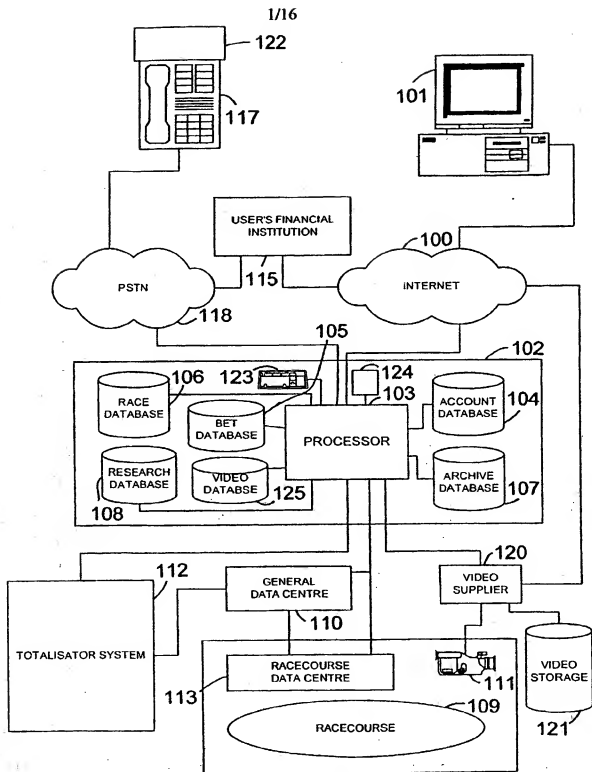 1/16
122
117
101
USER'S FINANCIAL
INSTITUTION
115
100
PSTN
INTERNET
118
105
102
123
124
106
103
RACE
DATABASE
BET
DATABASE
PROCESSOR
ACCOUNT
DATABASE
104
RESEARCH
DATABASE
108
VIDEO
DATABSE
125
ARCHIVE
DATABASE
107
112
120
GENERAL
DATA CENTRE
110
VIDEO
SUPPLIER
TOTALISATOR SYSTEM
RACECOURSE
DATA CENTRE
113
111
VIDEO
STORAGE
121
109
RACECOURSE